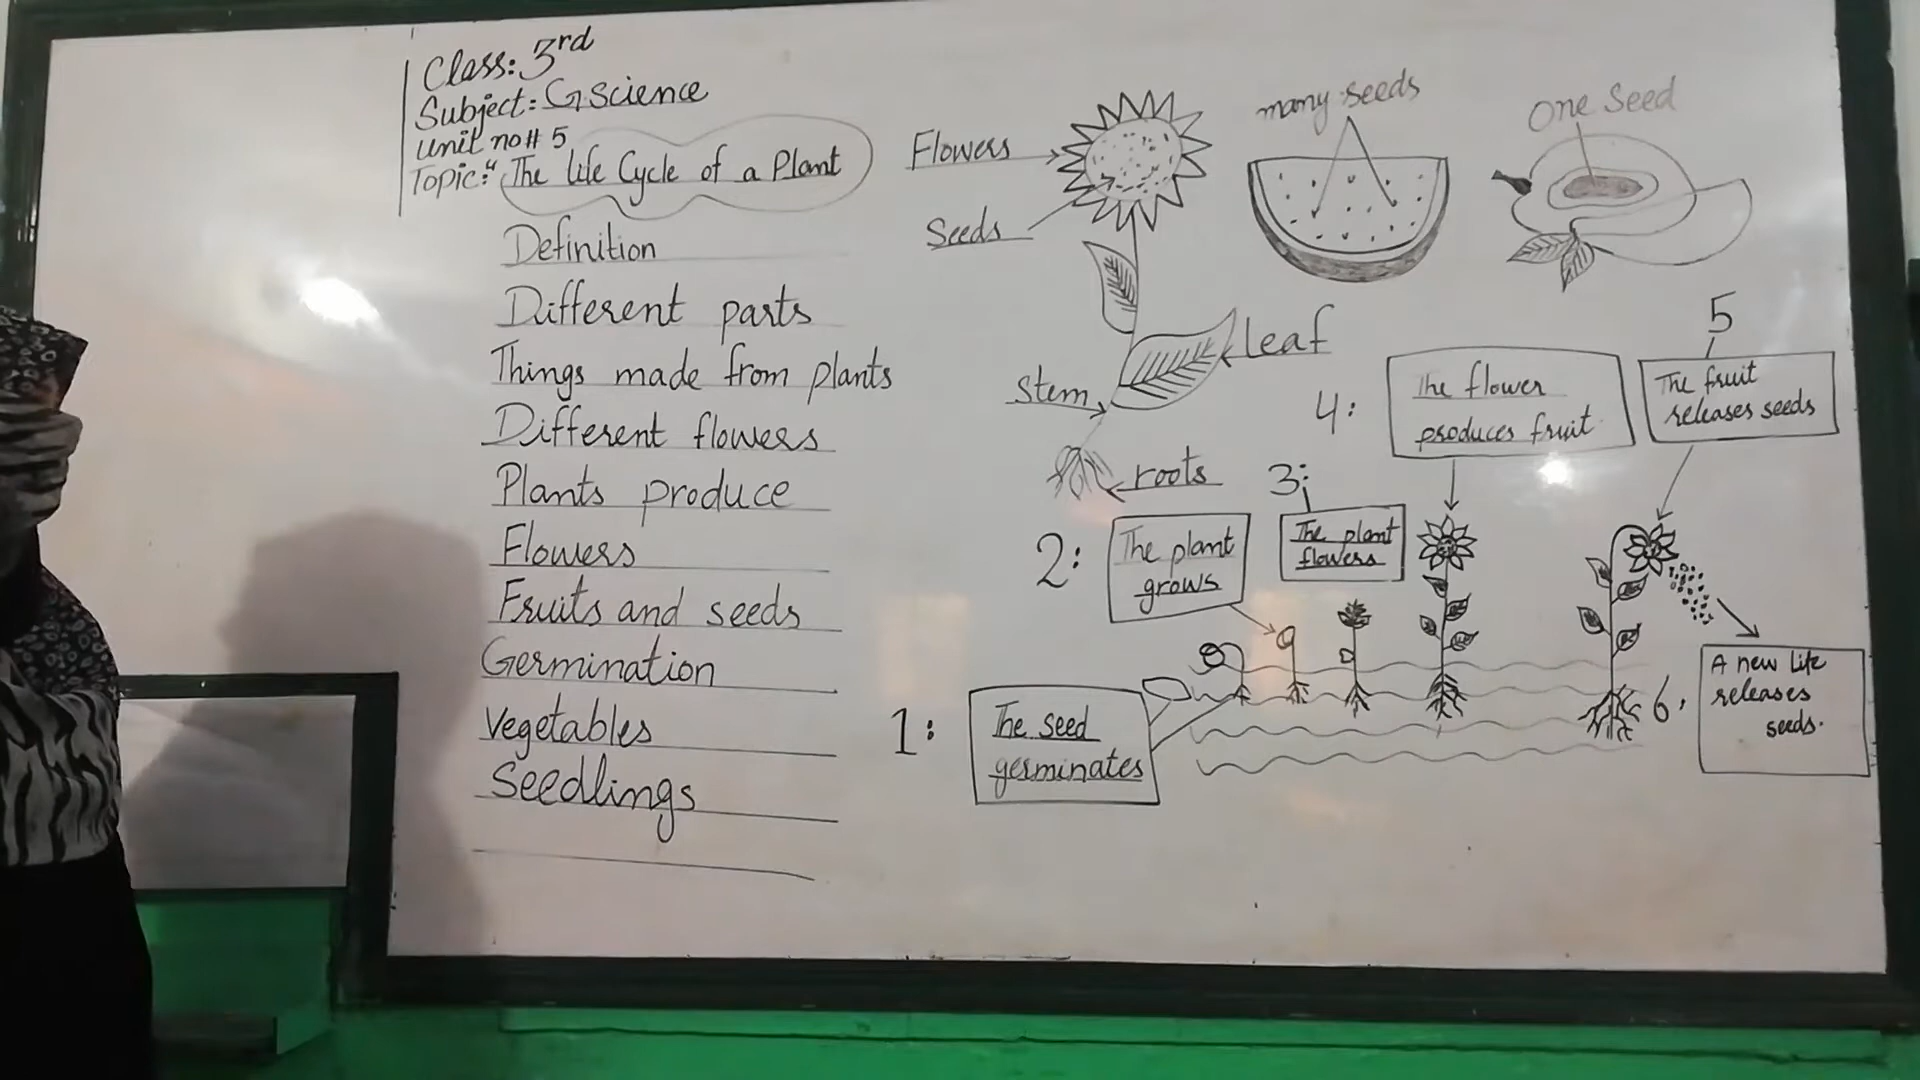 Class: 3rd
Subject: G.Science
Unit no# 5
Topic:" The life Cycle of a Plant
Definition
Different parts
Things made from plants
Different flowers
Plants produce
Flowers
Fruits and seeds
Germination
vegetables
Seedlings
Flowers
Seeds
many seeds
One Seed
leaf
Stem
roots
1:
The seed
germinates
2:
The plant
grows
3:
The plant
flowers
4:
The flower
produces fruit
5
The fruit
releases seeds
6.
A new life
releases
seeds.